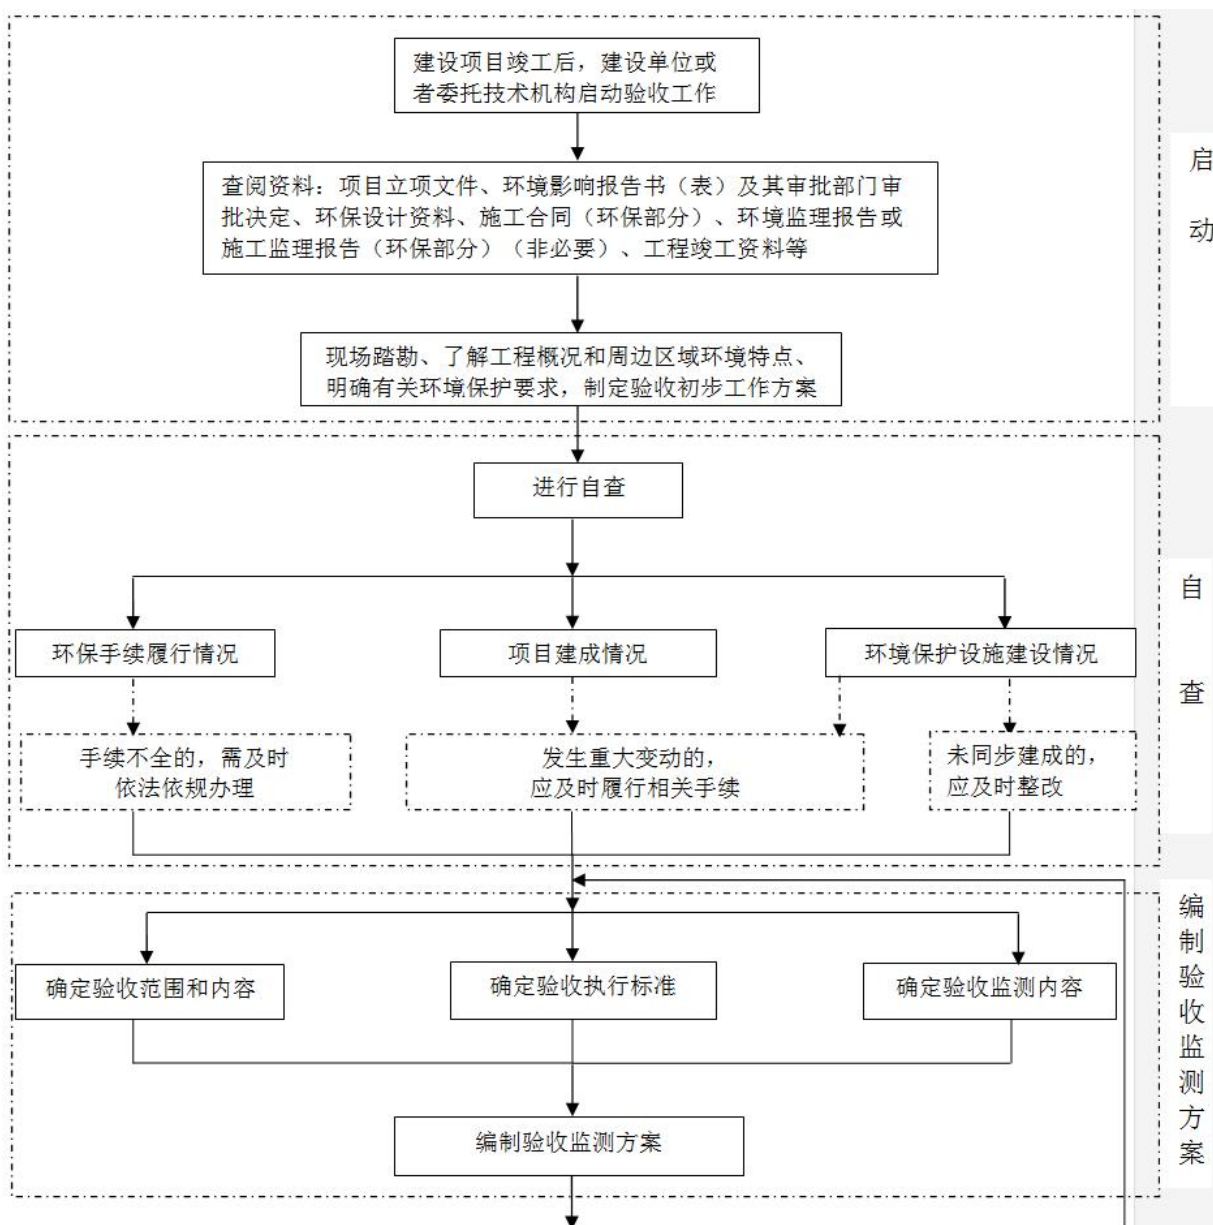 建设项目竣工后，建设单位或
者委托技术机构启动验收工作
查阅资料：项目立项文件、环境影响报告书（表）及其审批部门审
批决定、环保设计资料、施工合同（环保部分）、环境监理报告或
施工监理报告（环保部分）（非必要）、工程竣工资料等
现场踏勘、了解工程概况和周边区域环境特点、
明确有关环境保护要求，制定验收初步工作方案
启
动
进行自查
环保手续履行情况
项目建成情况
环境保护设施建设情况
手续不全的，需及时
依法依规办理
发生重大变动的，
应及时履行相关手续
未同步建成的，
应及时整改
自
查
确定验收范围和内容
确定验收执行标准
确定验收监测内容
编制验收监测方案
编
制
验
收
监
测
方
案